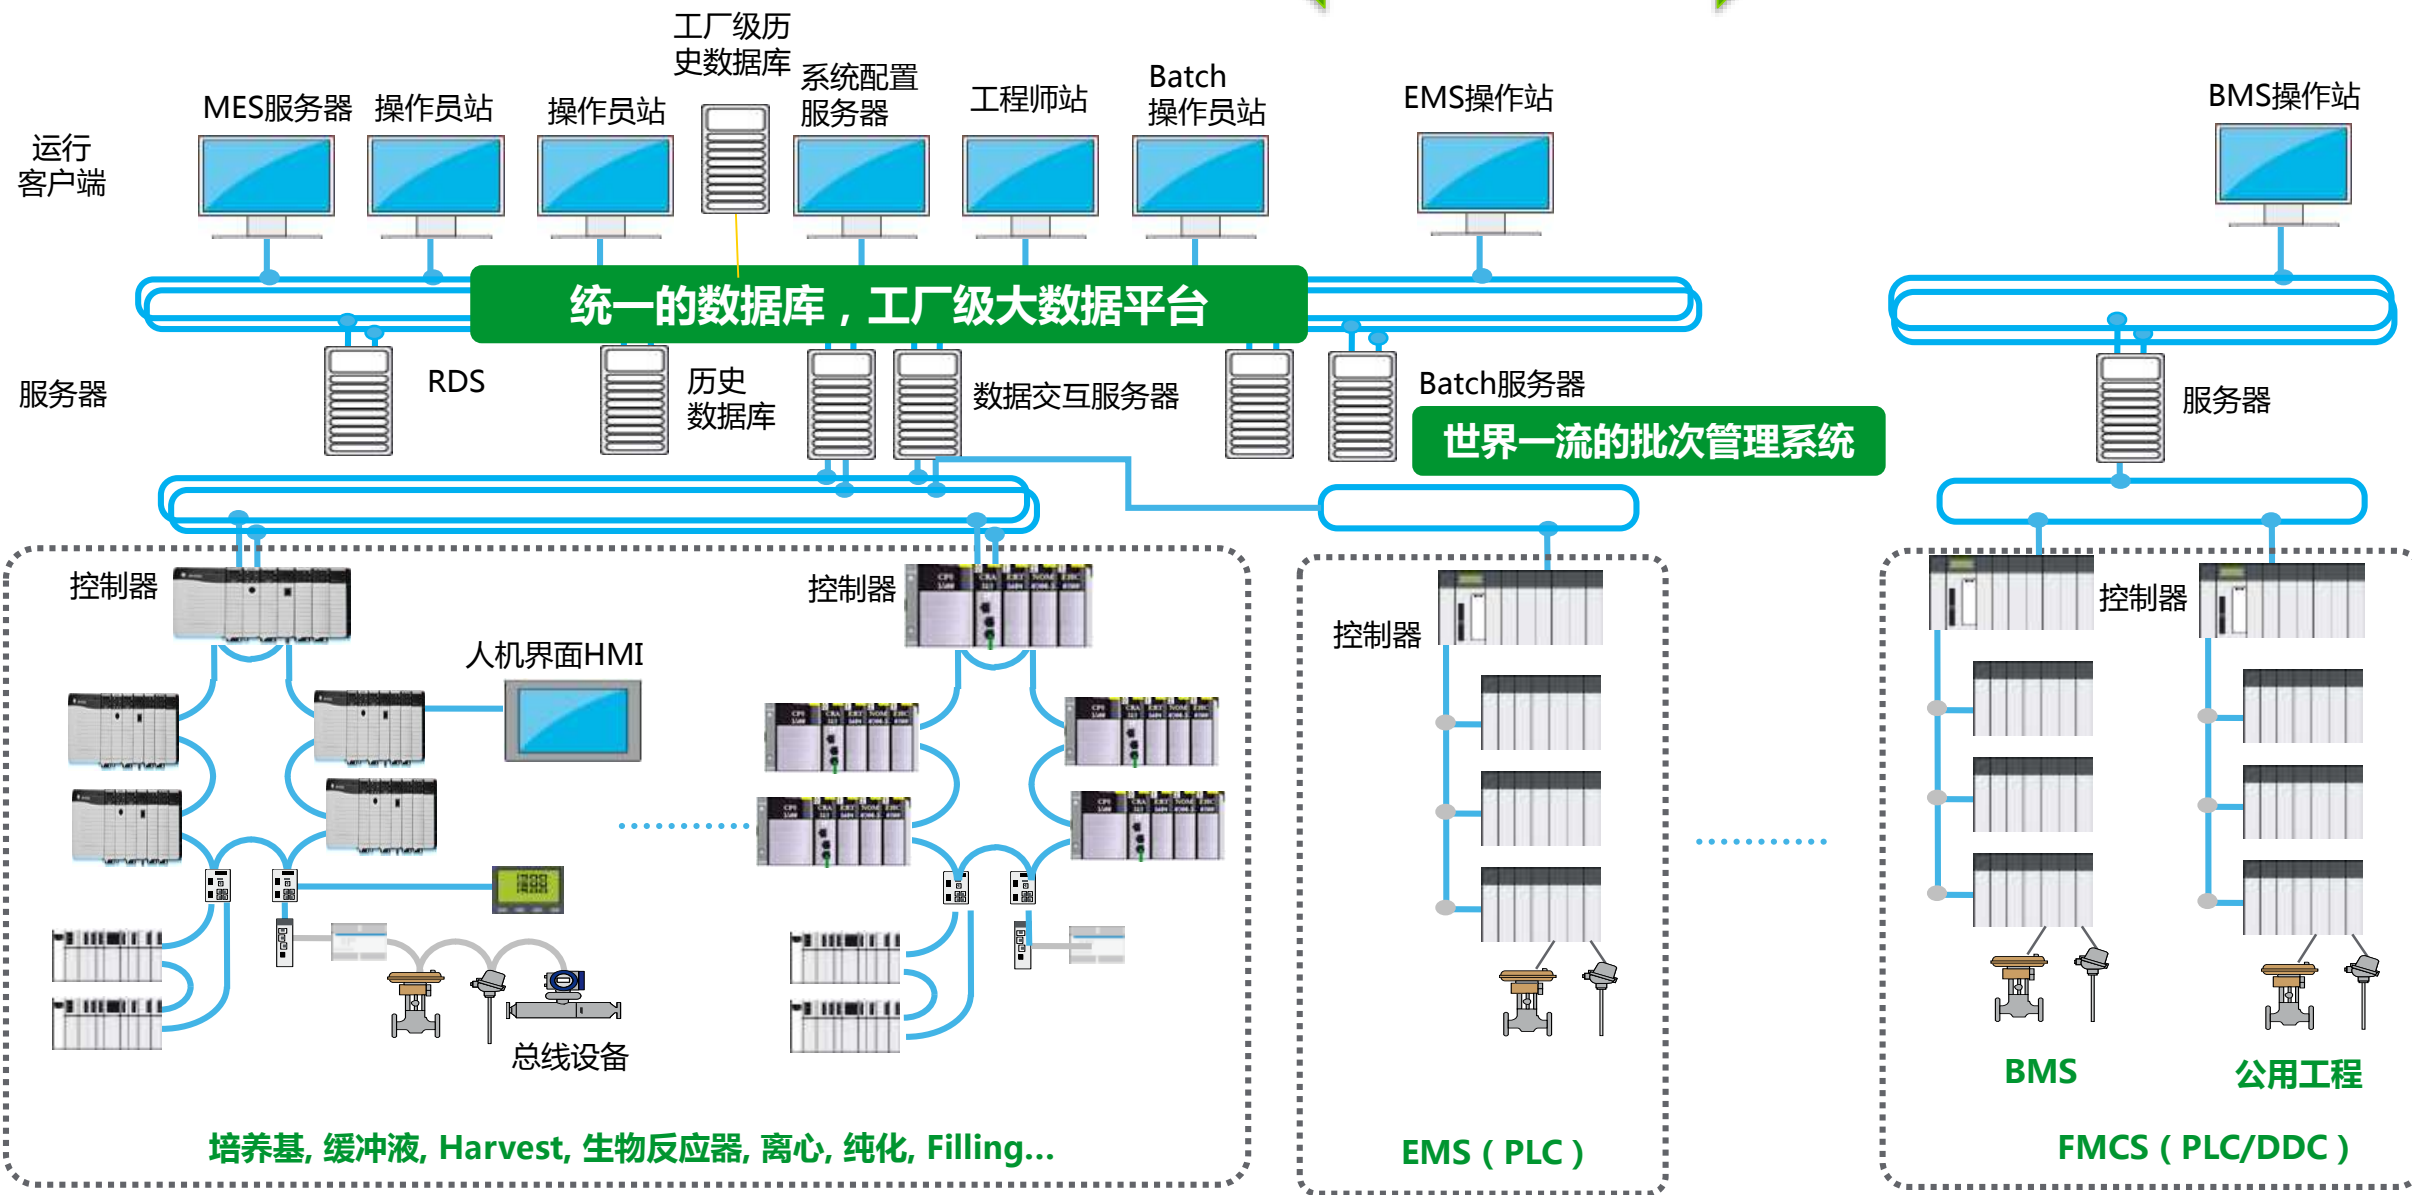 工厂级历
史数据库
MES服务器
操作员站
操作员站
系统配置
服务器
工程师站
Batch
操作员站
EMS操作站
BMS操作站
运行
客户端
统一的数据库，工厂级大数据平台
服务器
RDS
历史
数据库
数据交互服务器
Batch服务器
世界一流的批次管理系统
服务器
控制器
控制器
控制器
控制器
人机界面HMI
总线设备
BMS
公用工程
培养基, 缓冲液, Harvest, 生物反应器, 离心, 纯化, Filling...
EMS（PLC）
FMCS（PLC/DDC）